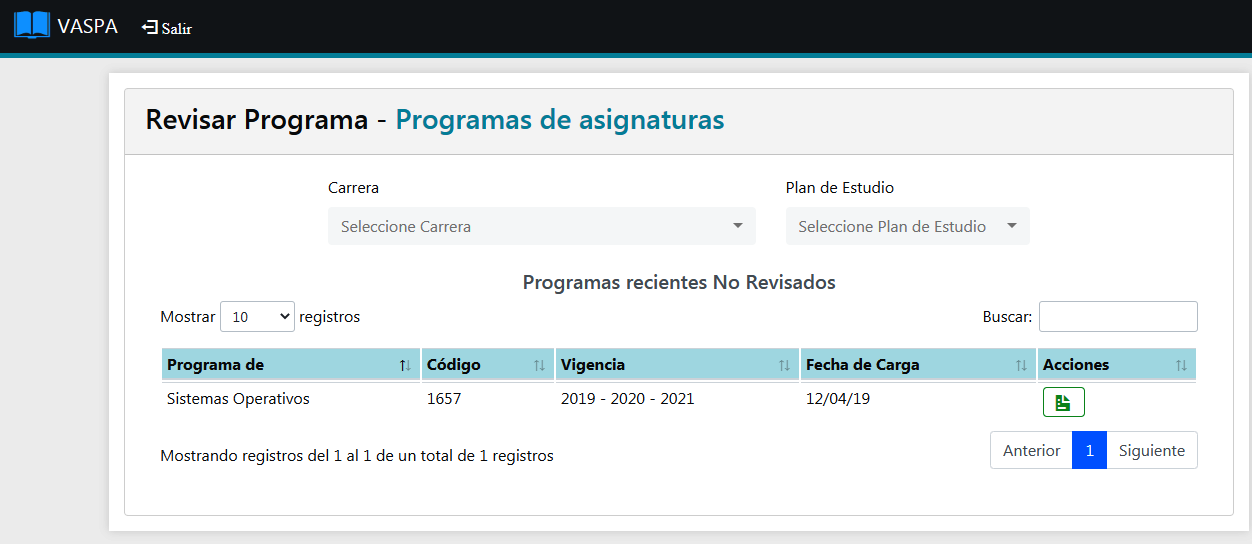 VASPA Salir
Revisar Programa - Programas de asignaturas
Carrera Plan de Estudio
Seleccione Carrera Seleccione Plan de Estudio
Programas recientes No Revisados
Mostrar 10 registros Buscar:
Programa de Código Vigencia Fecha de Carga Acciones
Sistemas Operativos 1657 2019 - 2020 - 2021 12/04/19
Mostrando registros del 1 al 1 de un total de 1 registros Anterior 1 Siguiente